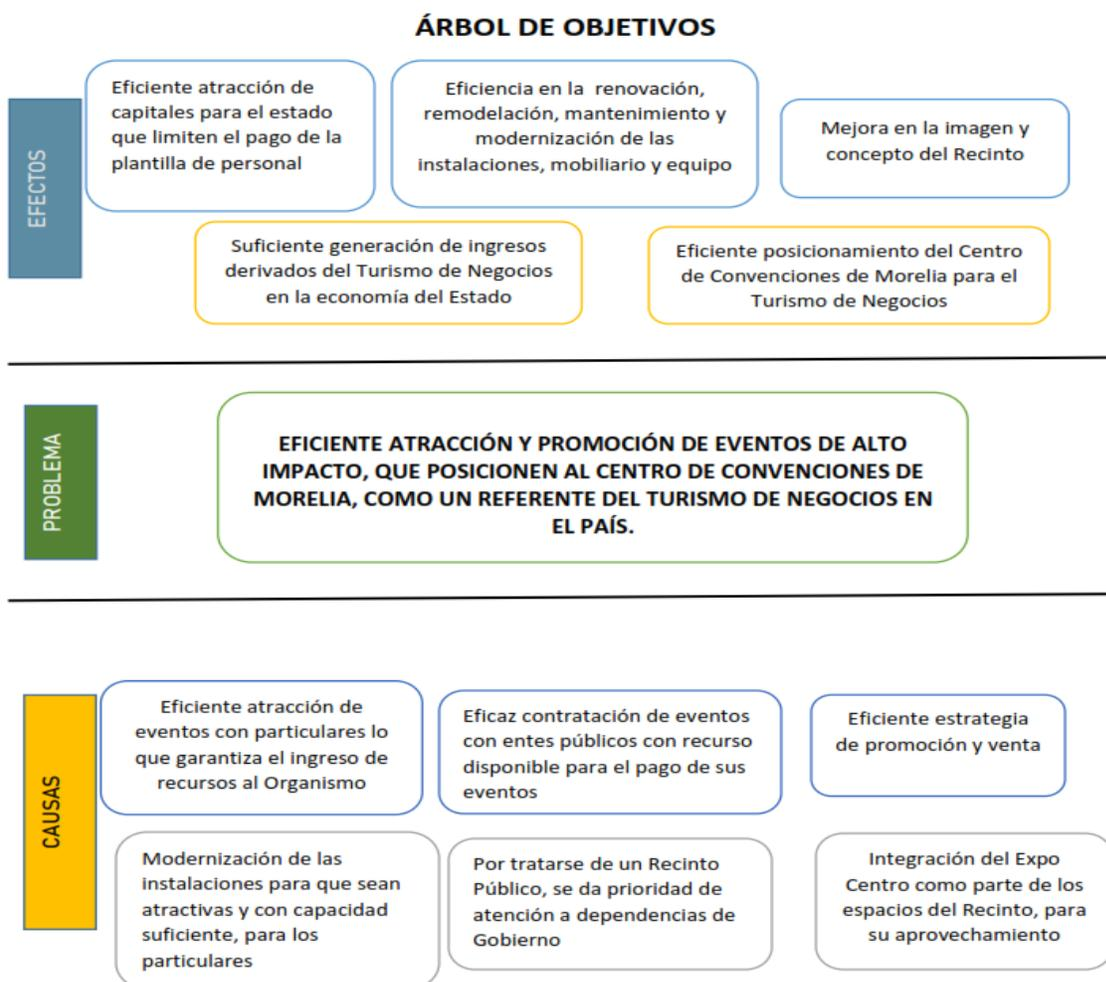 ÁRBOL DE OBJETIVOS
EFECTOS
Eficiente atracción de
capitales para el estado
que limiten el pago de la
plantilla de personal
Eficiencia en la renovación,
remodelación, mantenimiento y
modernización de las
instalaciones, mobiliario y equipo
Mejora en la imagen y
concepto del Recinto
Suficiente generación de ingresos
derivados del Turismo de Negocios
en la economía del Estado
Eficiente posicionamiento del Centro
de Convenciones de Morelia para el
Turismo de Negocios
PROBLEMA
EFICIENTE ATRACCIÓN Y PROMOCIÓN DE EVENTOS DE ALTO
IMPACTO, QUE POSICIONEN AL CENTRO DE CONVENCIONES DE
MORELIA, COMO UN REFERENTE DEL TURISMO DE NEGOCIOS EN
EL PAÍS.
CAUSAS
Eficiente atracción de
eventos con particulares lo
que garantiza el ingreso de
recursos al Organismo
Eficaz contratación de eventos
con entes públicos con recurso
disponible para el pago de sus
eventos
Eficiente estrategia
de promoción y venta
Modernización de las
instalaciones para que sean
atractivas y con capacidad
suficiente, para los
particulares
Por tratarse de un Recinto
Público, se da prioridad de
atención a dependencias de
Gobierno
Integración del Expo
Centro como parte de los
espacios del Recinto, para
su aprovechamiento